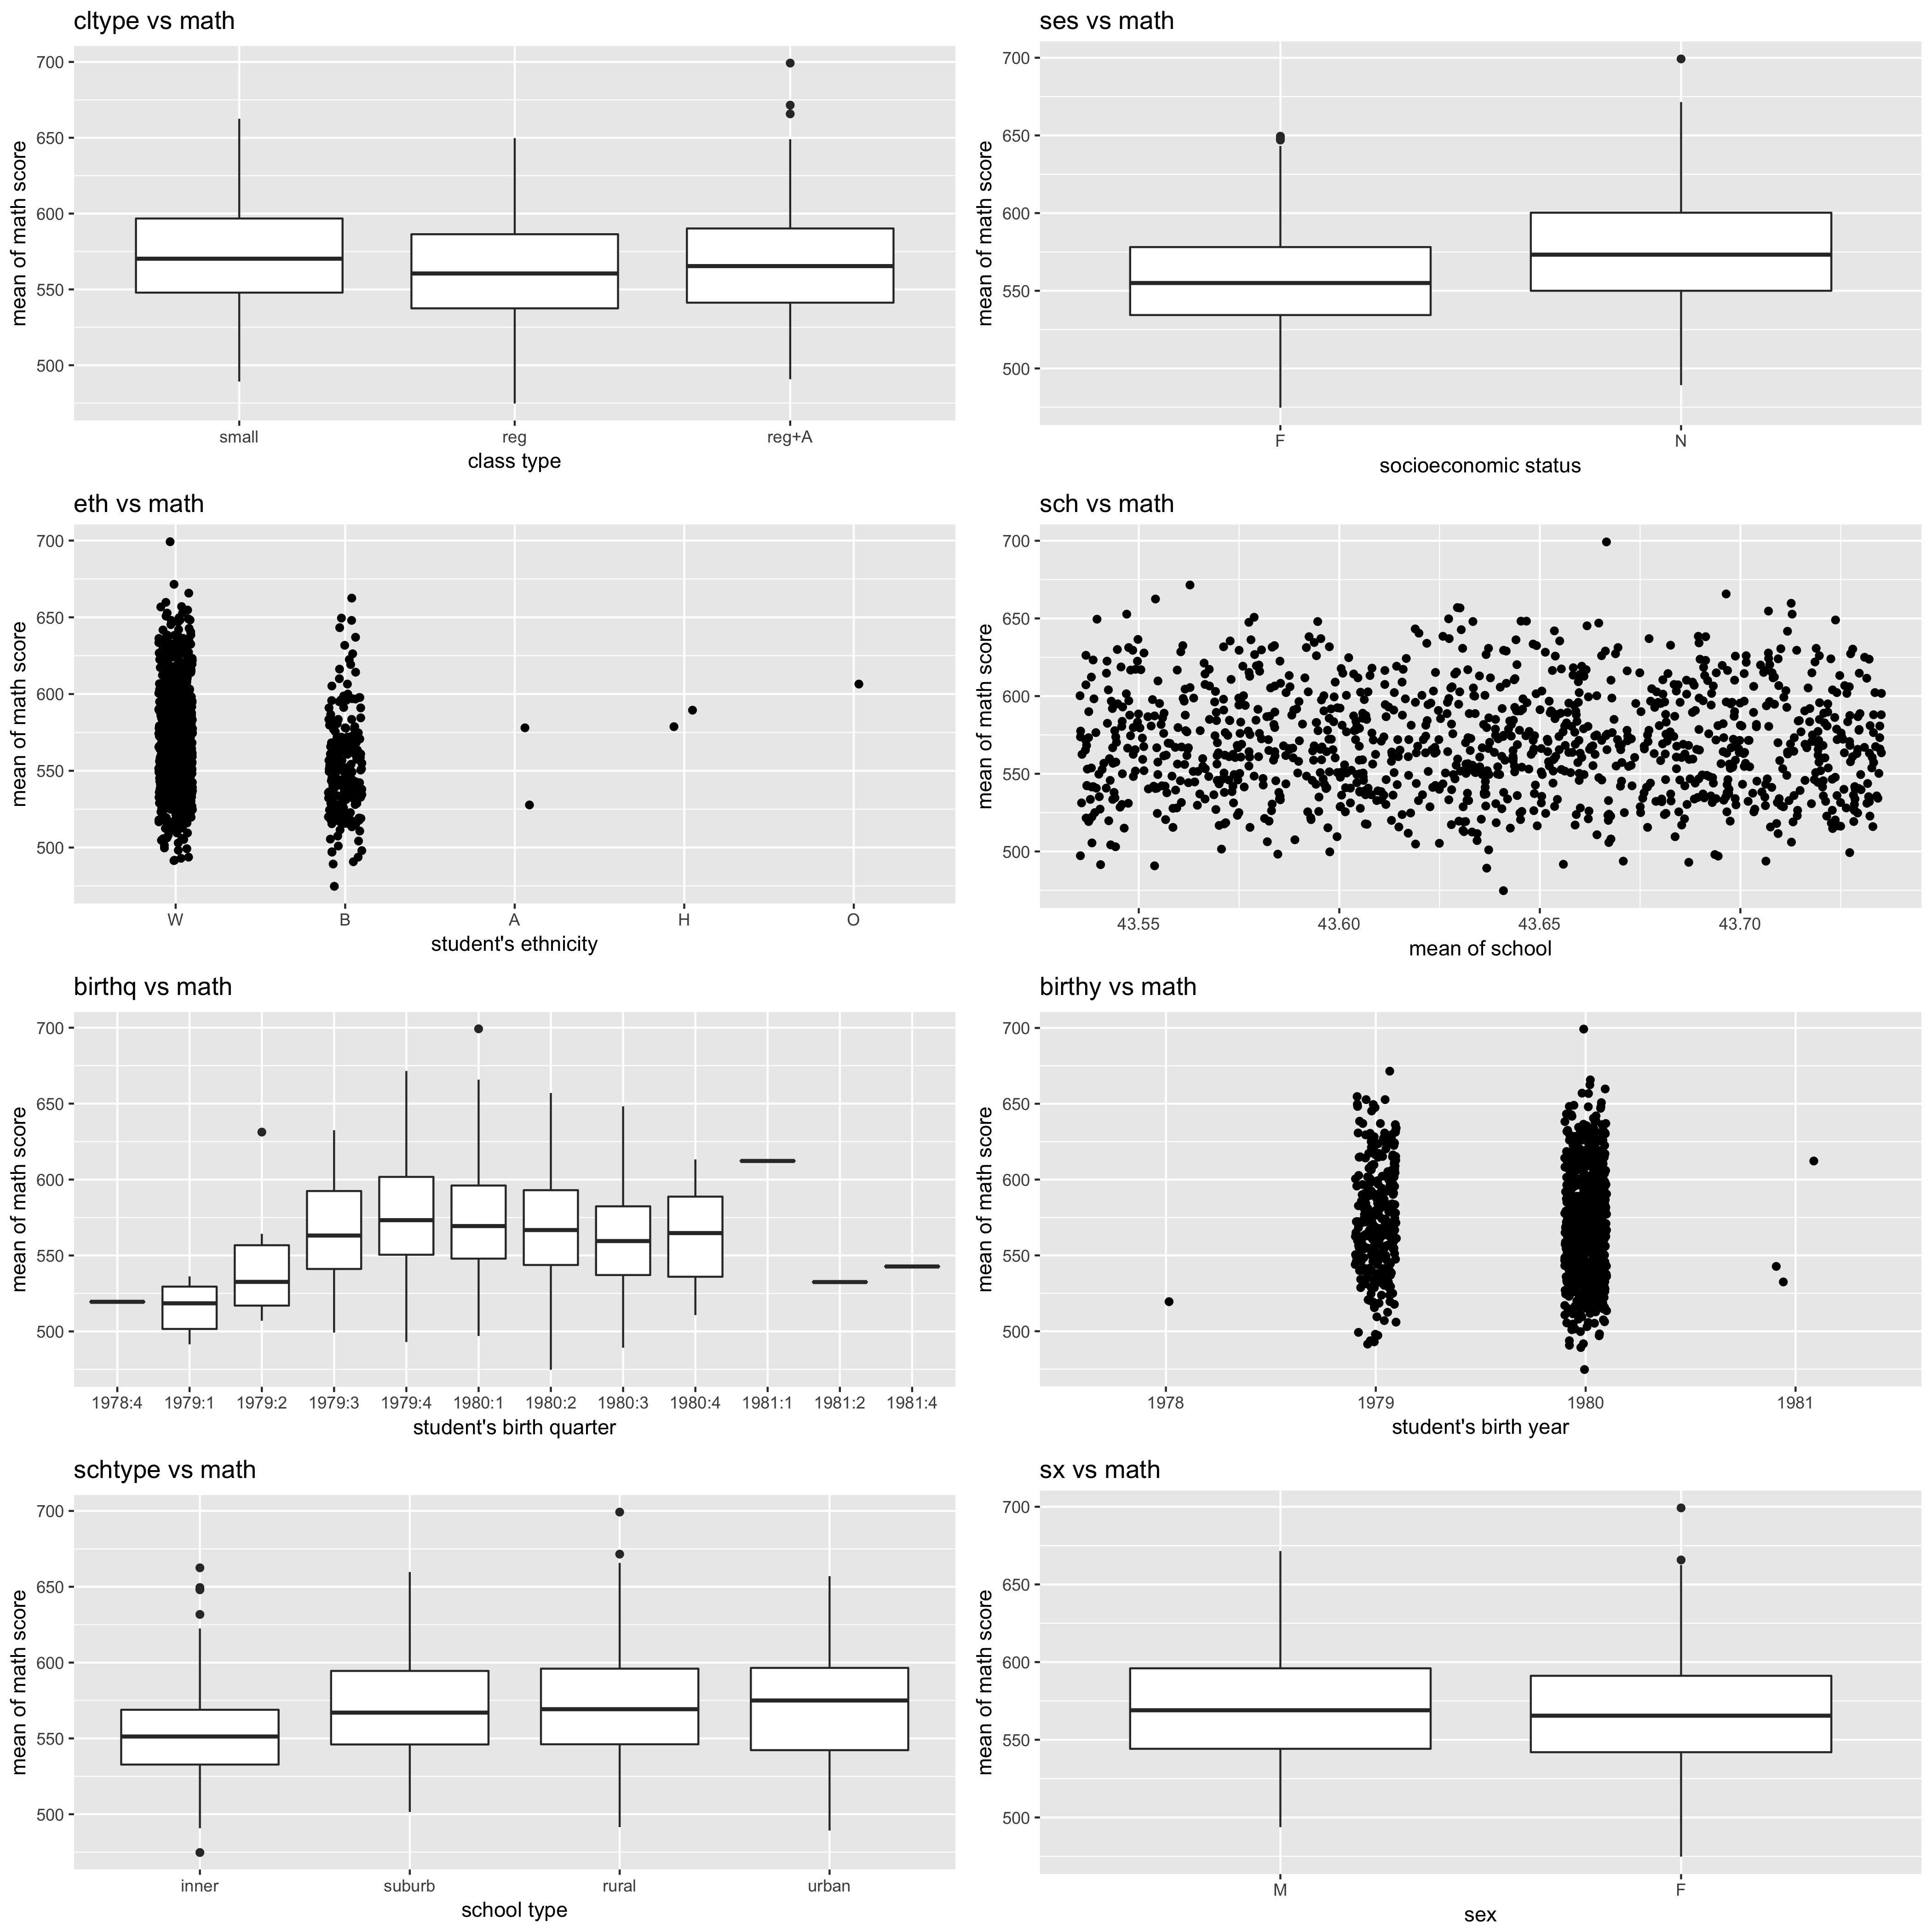 cltype vs math
mean of math score
700
650
600
550
500
small reg reg+A
class type
ses vs math
mean of math score
700
650
600
550
500
F N
socioeconomic status
eth vs math
mean of math score
700
650
600
550
500
W B A H O
student's ethnicity
sch vs math
mean of math score
700
650
600
550
500
43.55 43.60 43.65 43.70
mean of school
birthq vs math
mean of math score
700
650
600
550
500
1978:4 1979:1 1979:2 1979:3 1979:4 1980:1 1980:2 1980:3 1980:4 1981:1 1981:2 1981:4
student's birth quarter
birthy vs math
mean of math score
700
650
600
550
500
1978 1979 1980 1981
student's birth year
schtype vs math
mean of math score
700
650
600
550
500
inner suburb rural urban
school type
sx vs math
mean of math score
700
650
600
550
500
M F
sex